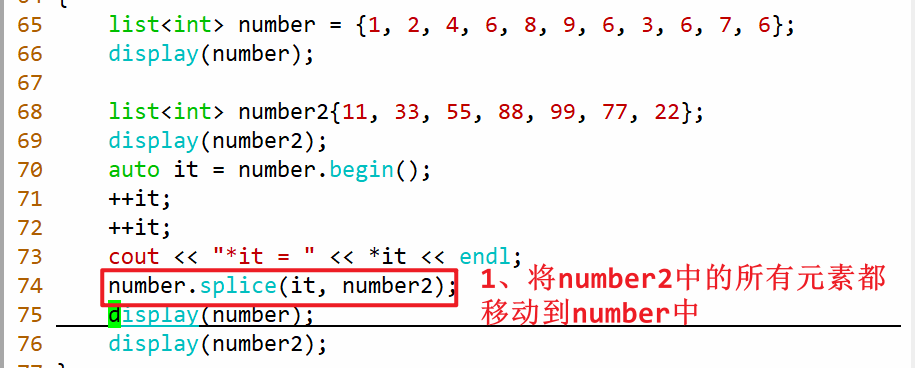 65 list<int> number = {1, 2, 4, 6, 8, 9, 6, 3, 6, 7, 6};
66 display(number);
67
68 list<int> number2{11, 33, 55, 88, 99, 77, 22};
69 display(number2);
70 auto it = number.begin();
71 ++it;
72 ++it;
73 cout << "*it = " << *it << endl;
74 number.splice(it, number2);
1、将number2中的所有元素都
移动到number中
75 display(number);
76 display(number2);